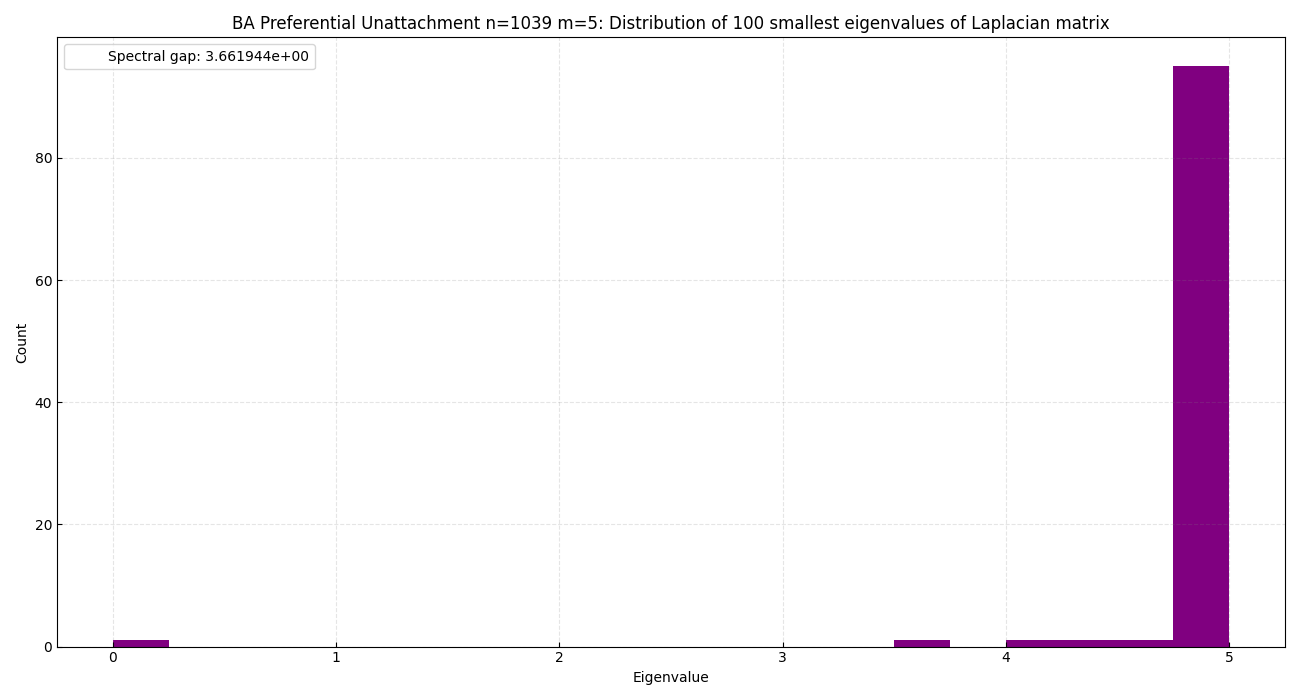 BA Preferential Unattachment n=1039 m=5: Distribution of 100 smallest eigenvalues of Laplacian matrix
Spectral gap: 3.661944e+00
Count
80
60
40
20
0
0 1 2 3 4 5
Eigenvalue